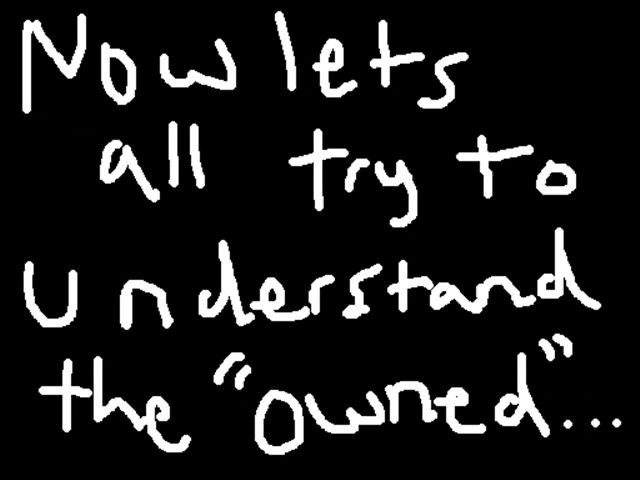 Now lets
all try to
understand
the "owned"...